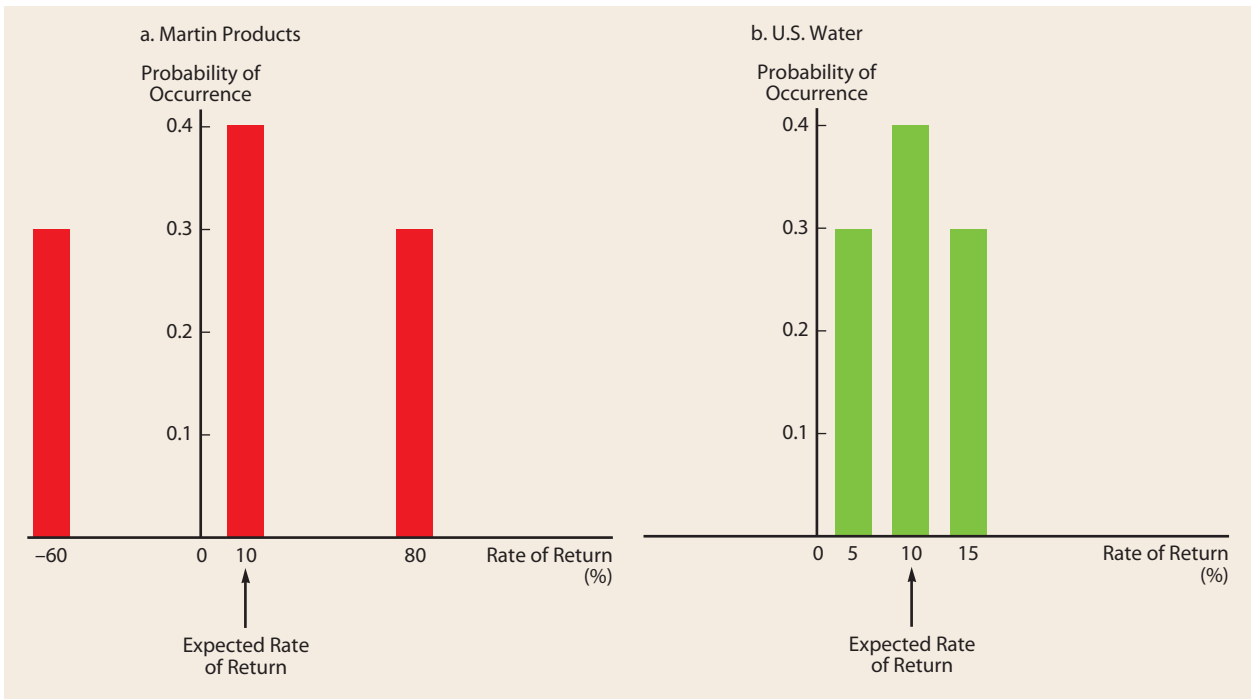 a. Martin Products
Probability of
Occurrence
0.4
0.3
0.2
0.1
–60
0
10
80
Rate of Return
(%)
Expected Rate
of Return
b. U.S. Water
Probability of
Occurrence
0.4
0.3
0.2
0.1
0
5
10
15
Rate of Return
(%)
Expected Rate
of Return